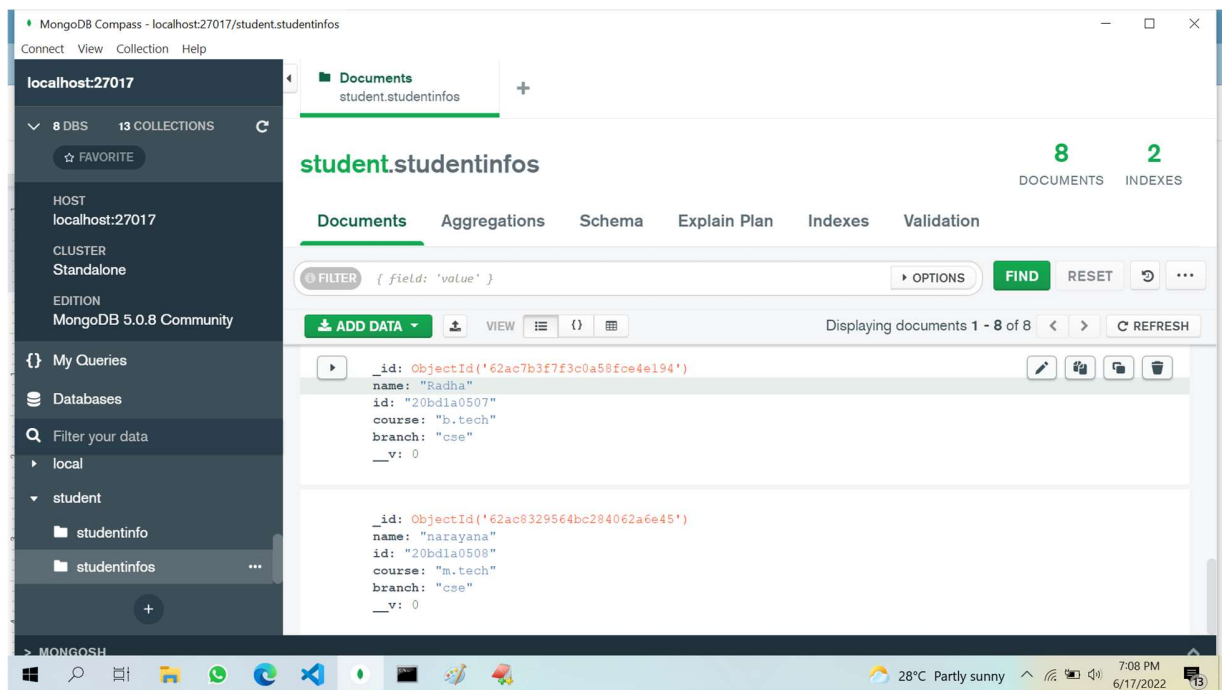 MongoDB Compass - localhost:27017/student.studentinfos
Connect View Collection Help
localhost:27017
8 DBS 13 COLLECTIONS
FAVORITE
HOST
localhost:27017
CLUSTER
Standalone
EDITION
MongoDB 5.0.8 Community
{} My Queries
Databases
Filter your data
local
student
studentinfo
studentinfos
...
+
>_MONGOSH
Documents
student.studentinfos
+
student.studentinfos
8
DOCUMENTS
2
INDEXES
Documents Aggregations Schema Explain Plan Indexes Validation
FILTER { field: 'value' } OPTIONS FIND RESET ...
ADD DATA VIEW {} Displaying documents 1 - 8 of 8 < > REFRESH
_id: ObjectId('62ac7b3f7f3c0a58fce4e194')
name: "Radha"
id: "20bd1a0507"
course: "b.tech"
branch: "cse"
__v: 0
_id: ObjectId('62ac8329564bc284062a6e45')
name: "narayana"
id: "20bd1a0508"
course: "m.tech"
branch: "cse"
__v: 0
28°C Partly sunny
7:08 PM
6/17/2022
13